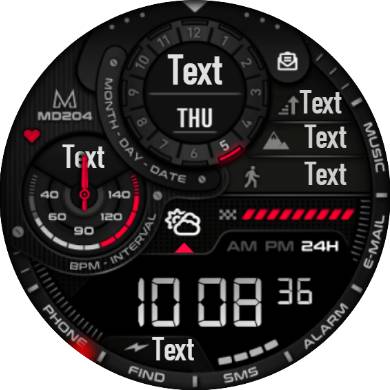 12
1
2
3
4
5
6
7
8
9
10
11
Text
THU
MONTH - DAY - DATE
MD204
Text
Text
Text
Text
40
60
90
120
140
BPM - INTERVAL
AM PM 24H
10 08 36
Text
PHONE
FIND
SMS
ALARM
E-MAIL
MUSIC